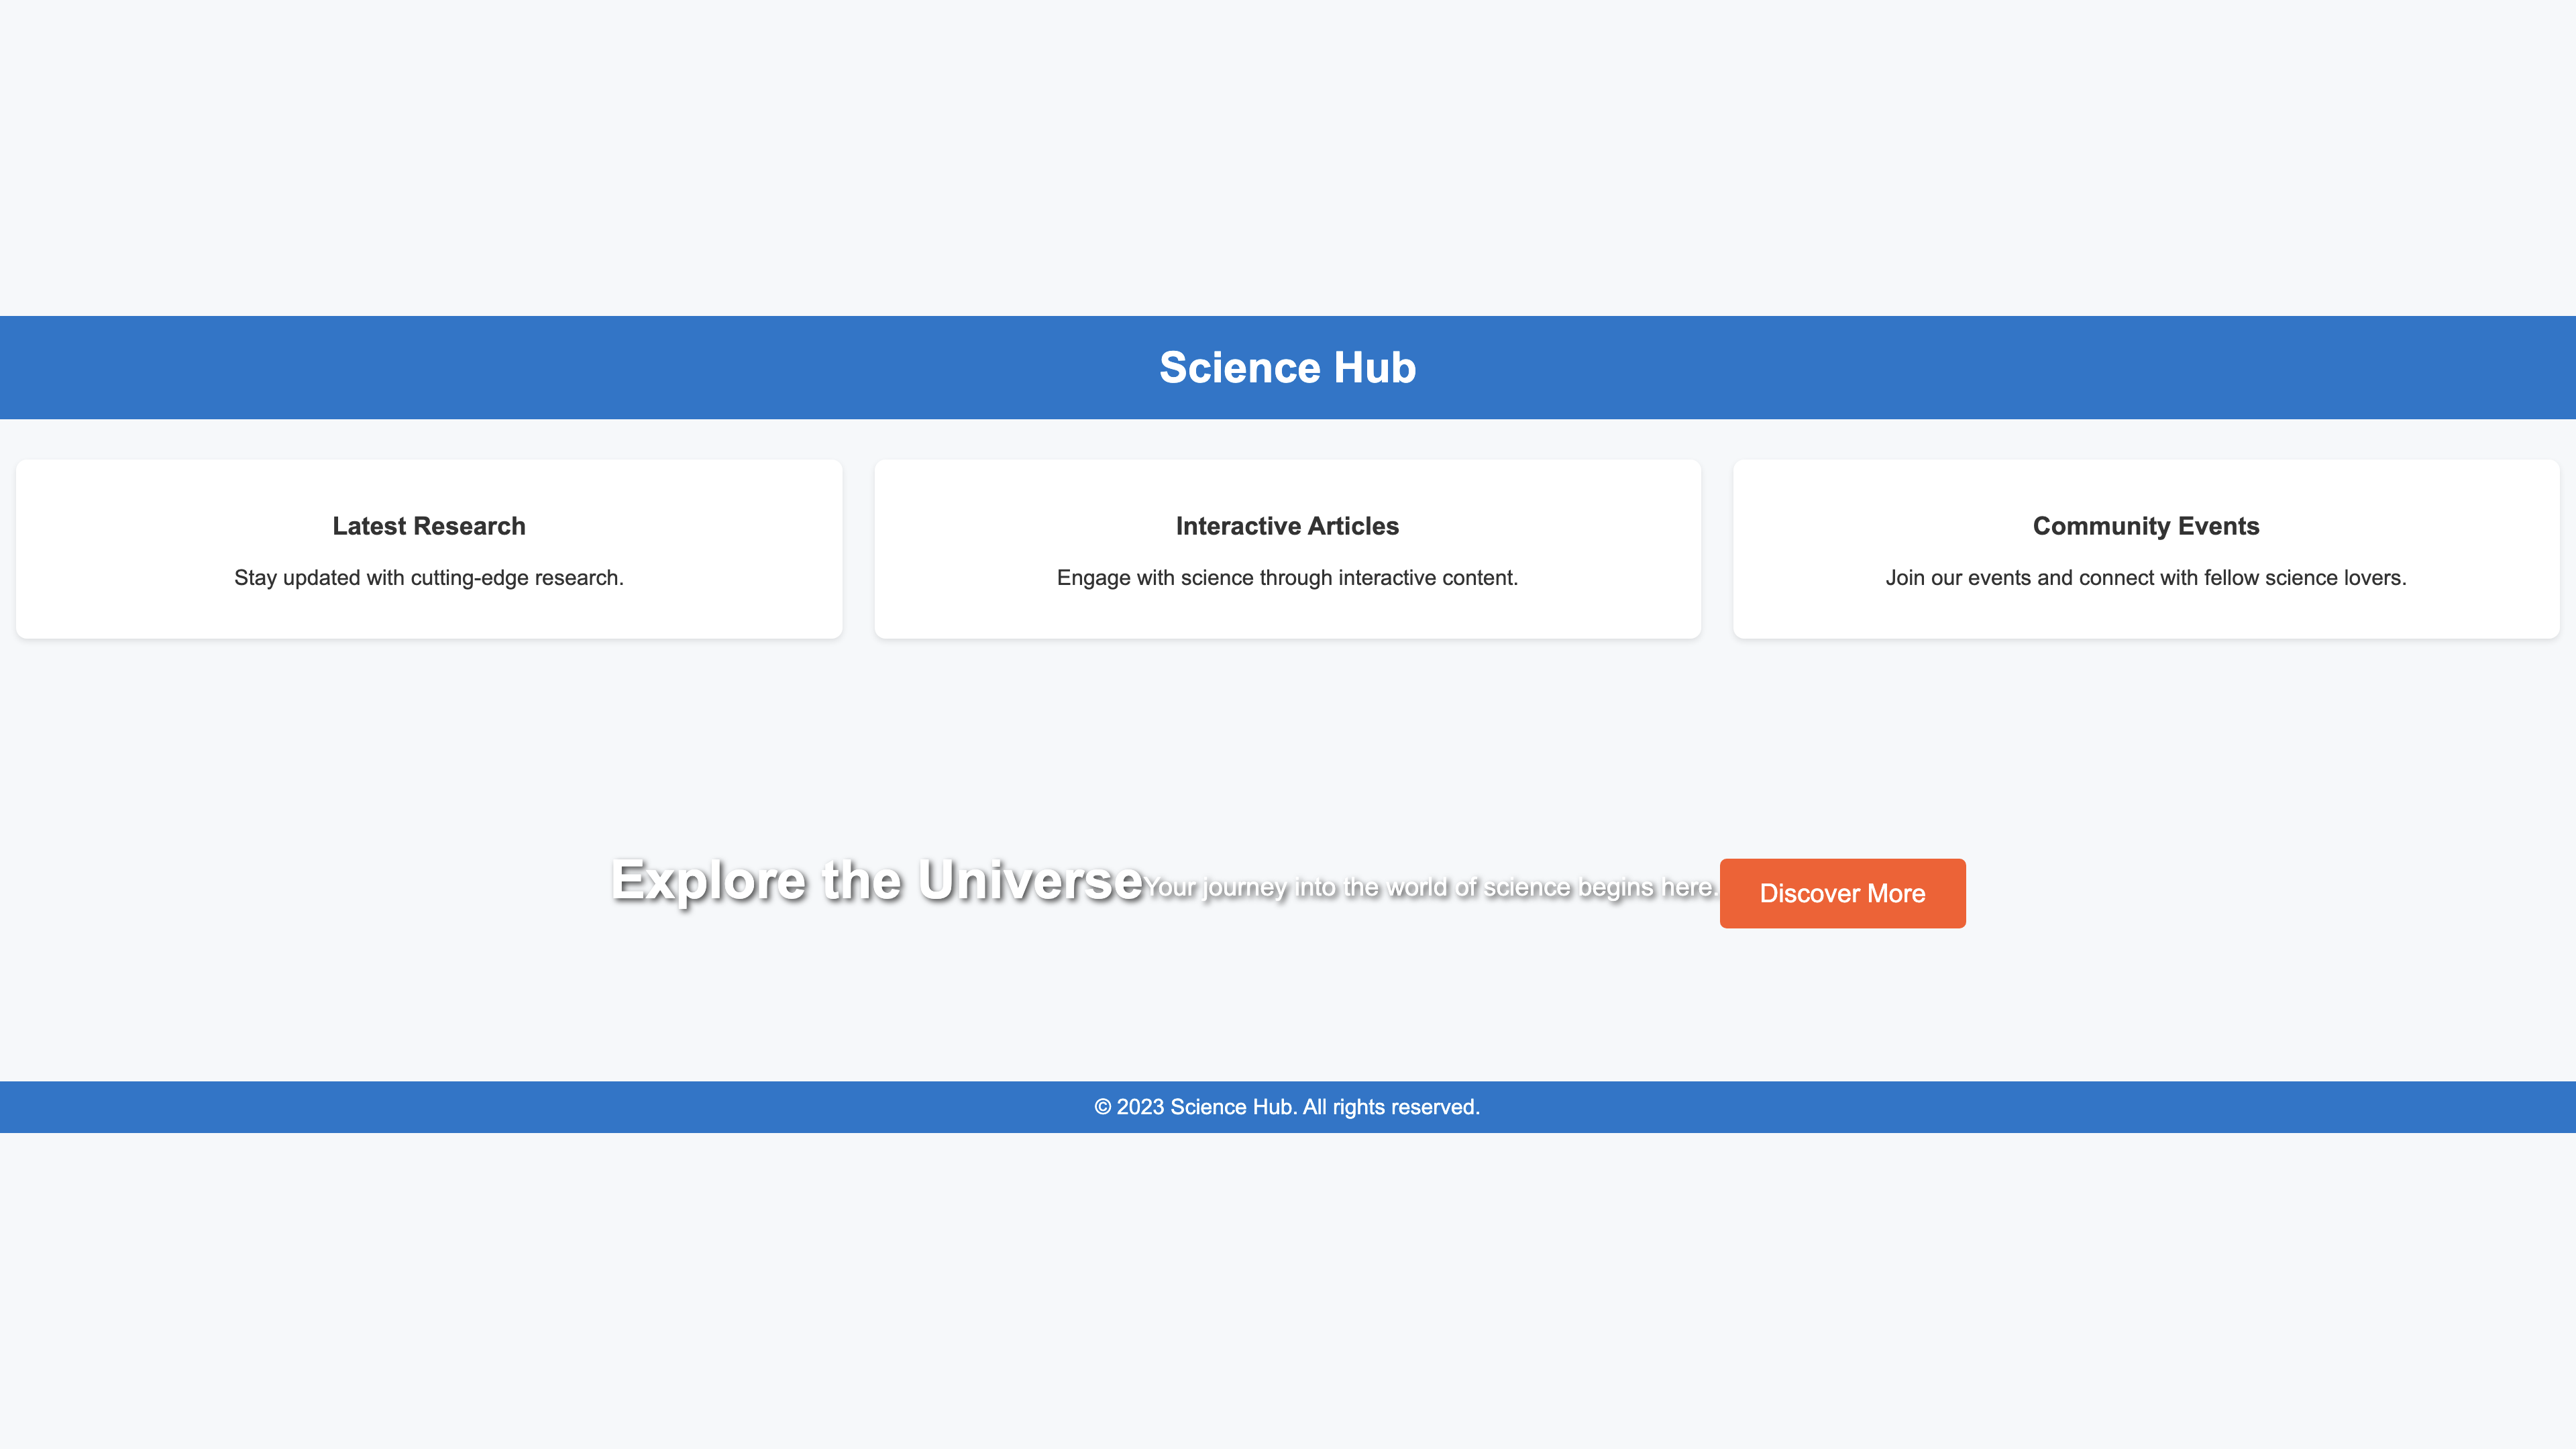 Science Hub
Latest Research
Stay updated with cutting-edge research.
Interactive Articles
Engage with science through interactive content.
Community Events
Join our events and connect with fellow science lovers.
Explore the Universe
Your journey into the world of science begins here.
Discover More
© 2023 Science Hub. All rights reserved.